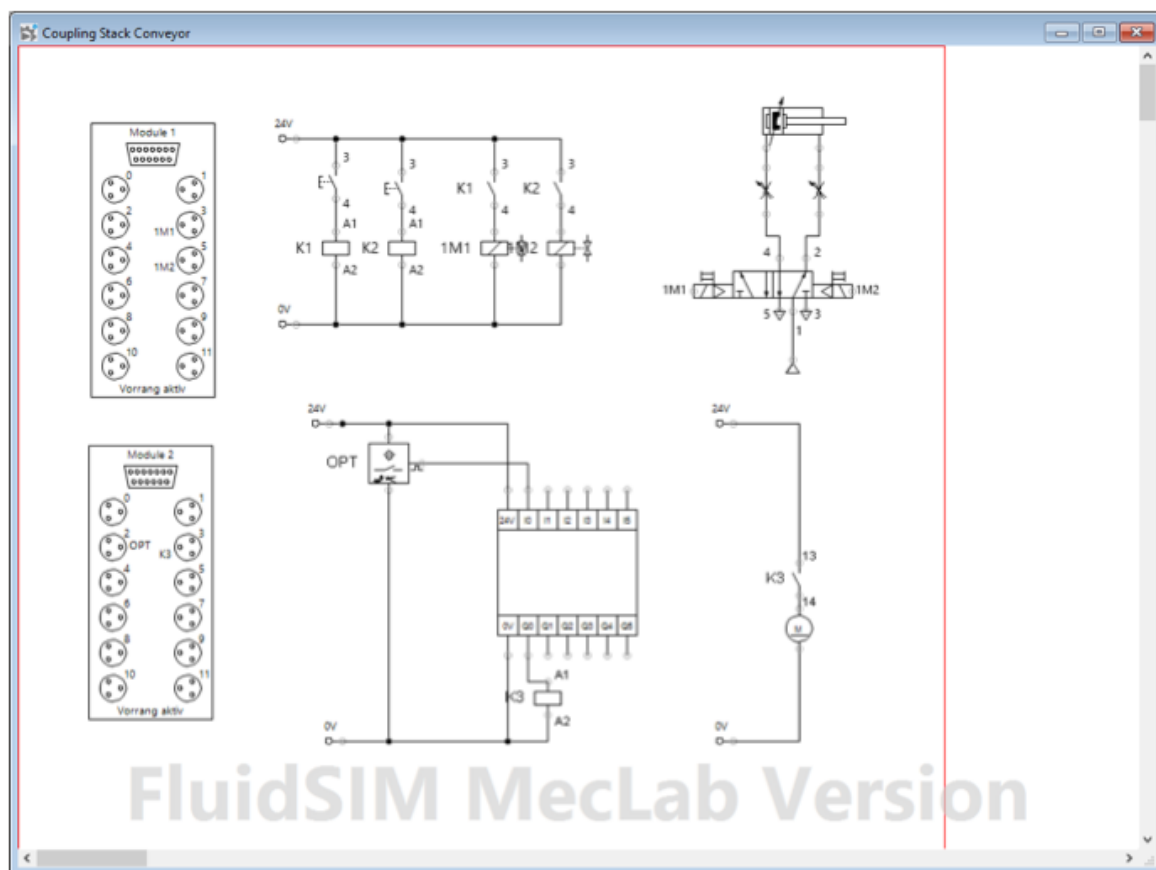 Coupling Stack Conveyor
Module 1
0 1
2 3
1M1
4 5
1M2
6 7
8 9
10 11
Vorrang aktiv
24V
3 3 3 3
K1 K2
4 4 4 4
A1 A1
K1 K2 1M1 1M2
A2 A2
0V
4 2
1M1 1M2
5 3
1
Module 2
0 1
2 OPT K3 3
4 5
6 7
8 9
10 11
Vorrang aktiv
24V
OPT
24V I0 I1 I2 I3 I4 I5
0V Q0 Q1 Q2 Q3 Q4 Q5
A1
K3
A2
0V
24V
13
K3
14
M
0V
FluidSIM MecLab Version